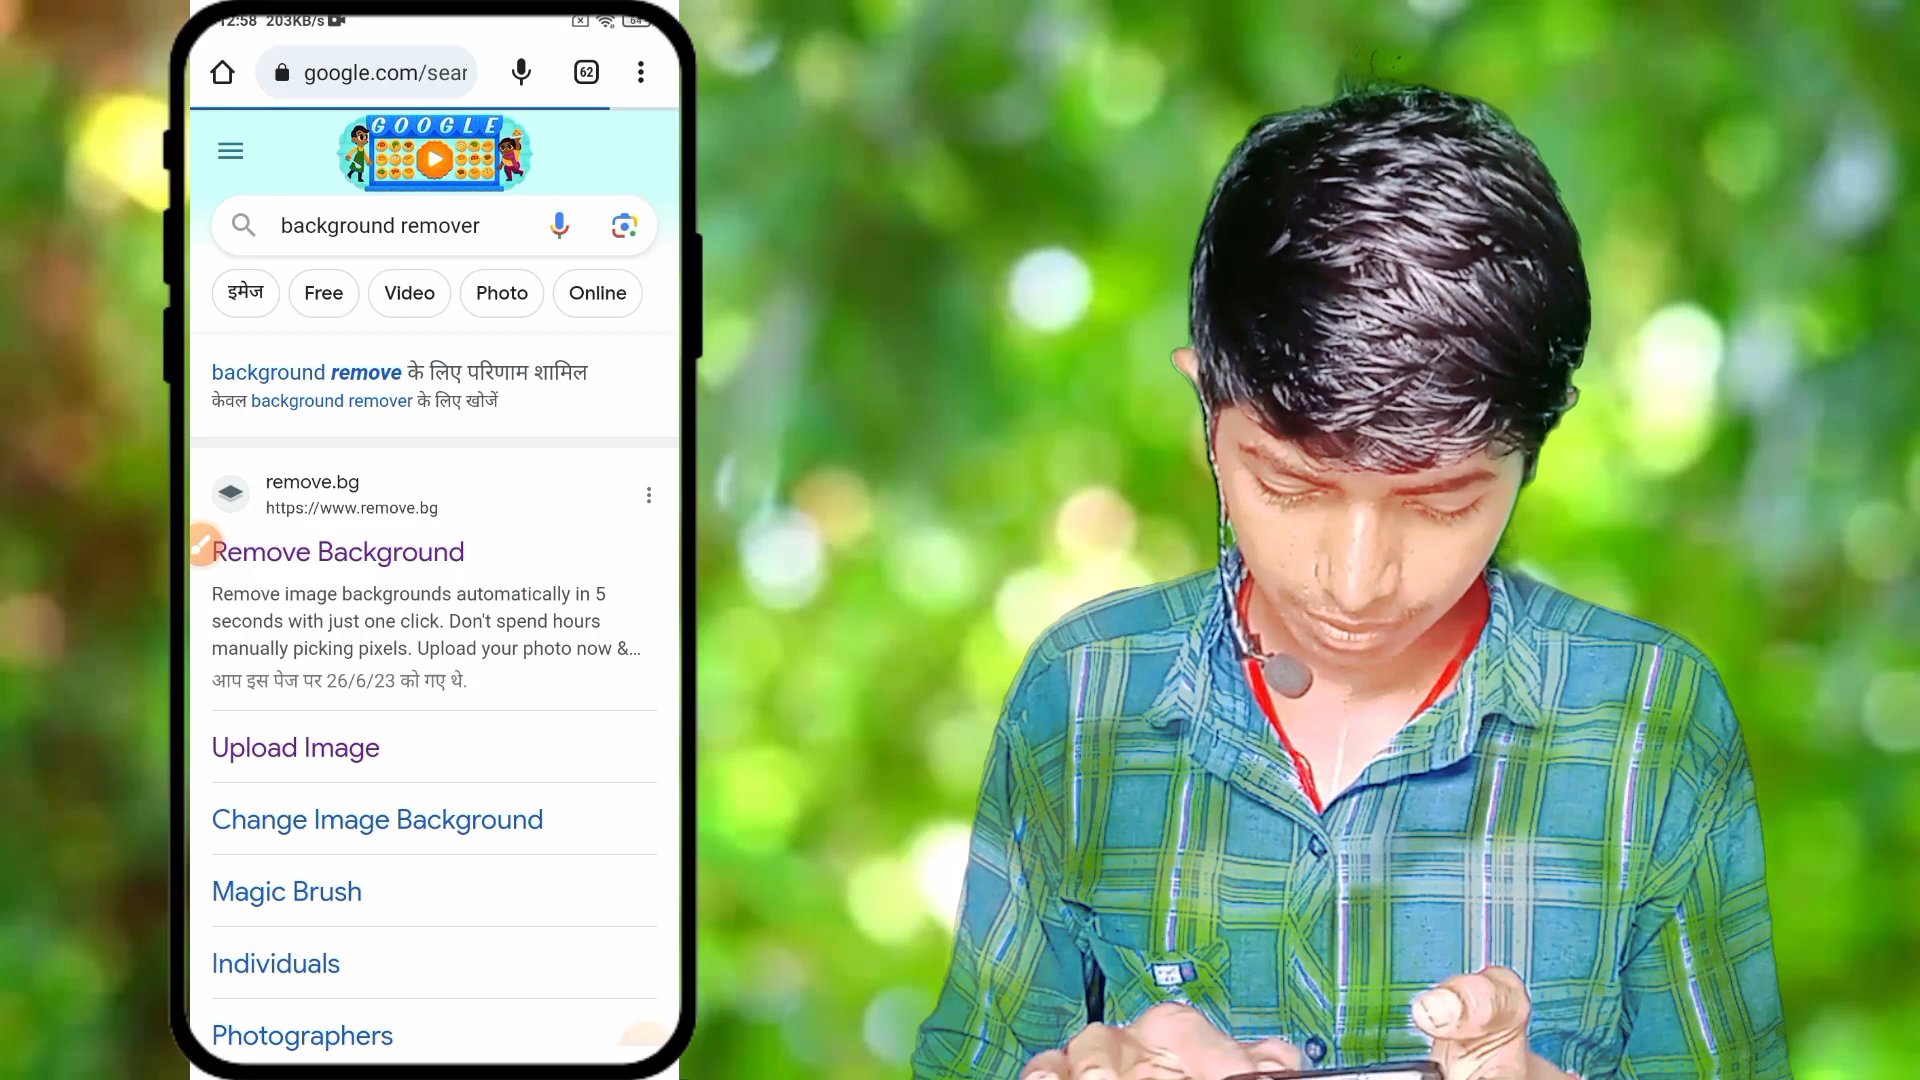 12:58 203KB/s 64
google.com/sear 62
GOOGLE
background remover
इमेज Free Video Photo Online
background remove के लिए परिणाम शामिल
केवल background remover के लिए खोजें
remove.bg
https://www.remove.bg
Remove Background
Remove image backgrounds automatically in 5
seconds with just one click. Don't spend hours
manually picking pixels. Upload your photo now &...
आप इस पेज पर 26/6/23 को गए थे.
Upload Image
Change Image Background
Magic Brush
Individuals
Photographers